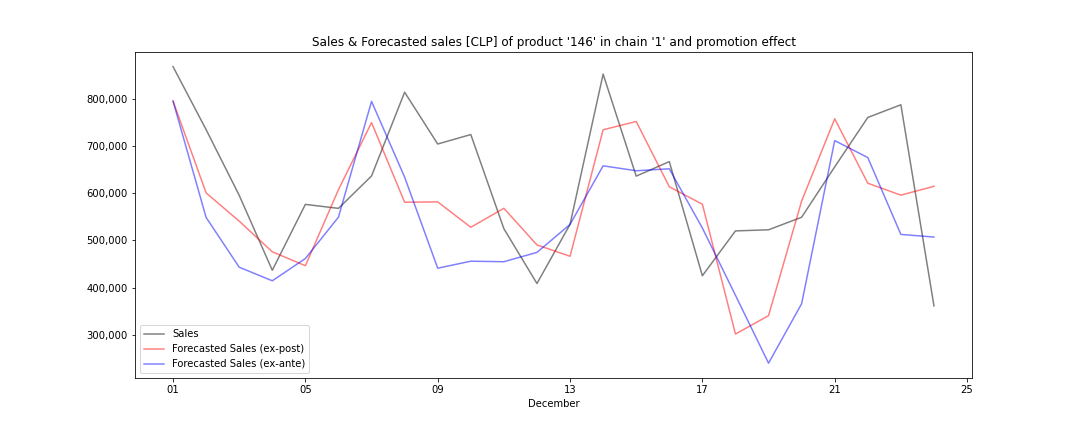 Sales & Forecasted sales [CLP] of product '146' in chain '1' and promotion effect
800,000
700,000
600,000
500,000
400,000
300,000
Sales
Forecasted Sales (ex-post)
Forecasted Sales (ex-ante)
01 05 09 13 17 21 25
December